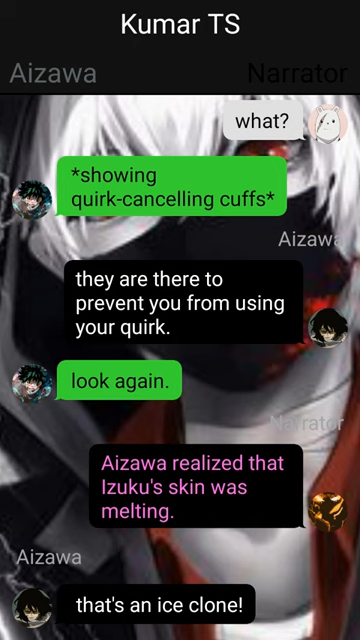 Kumar TS
Aizawa
Narrator
what?
*showing
quirk-cancelling cuffs*
Aizawa
they are there to
prevent you from using
your quirk.
look again.
Narrator
Aizawa realized that
Izuku's skin was
melting.
Aizawa
that's an ice clone!